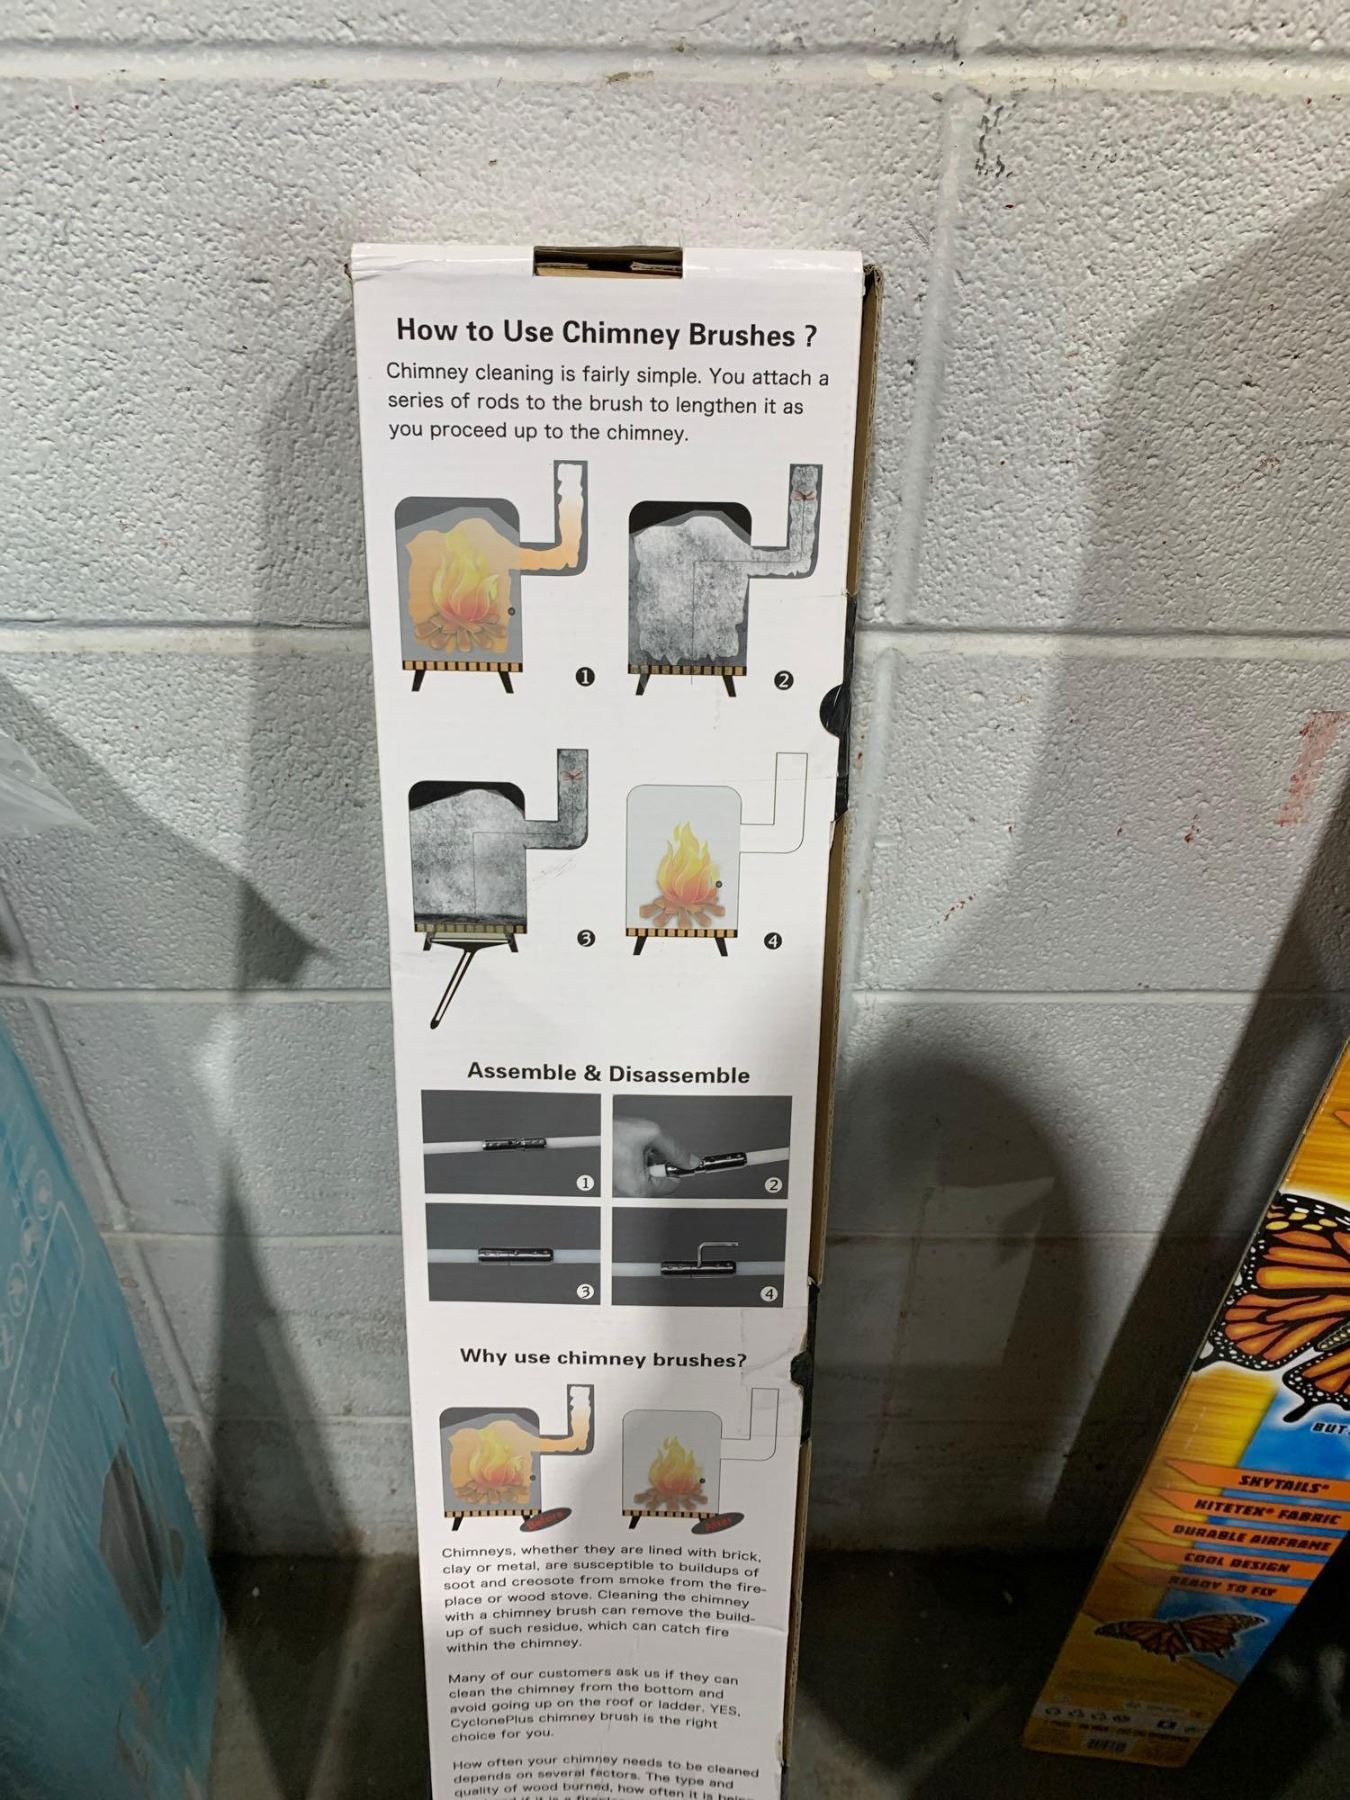 How to Use Chimney Brushes ?
Chimney cleaning is fairly simple. You attach a
series of rods to the brush to lengthen it as
you proceed up to the chimney.
1
2
3
4
Assemble & Disassemble
1
2
3
4
Why use chimney brushes?
Before
After
Chimneys, whether they are lined with brick,
clay or metal, are susceptible to buildups of
soot and creosote from smoke from the fire-
place or wood stove. Cleaning the chimney
with a chimney brush can remove the build-
up of such residue, which can catch fire
within the chimney.
Many of our customers ask us if they can
clean the chimney from the bottom and
avoid going up on the roof or ladder. YES,
CyclonePlus chimney brush is the right
choice for you.
How often your chimney needs to be cleaned
depends on several factors. The type and
quality of wood burned, how often it is
if it is a
BUT
SKYTAILS®
KITETEK® FABRIC
DURABLE AIRFRAME
COOL DESIGN
READY TO FLY